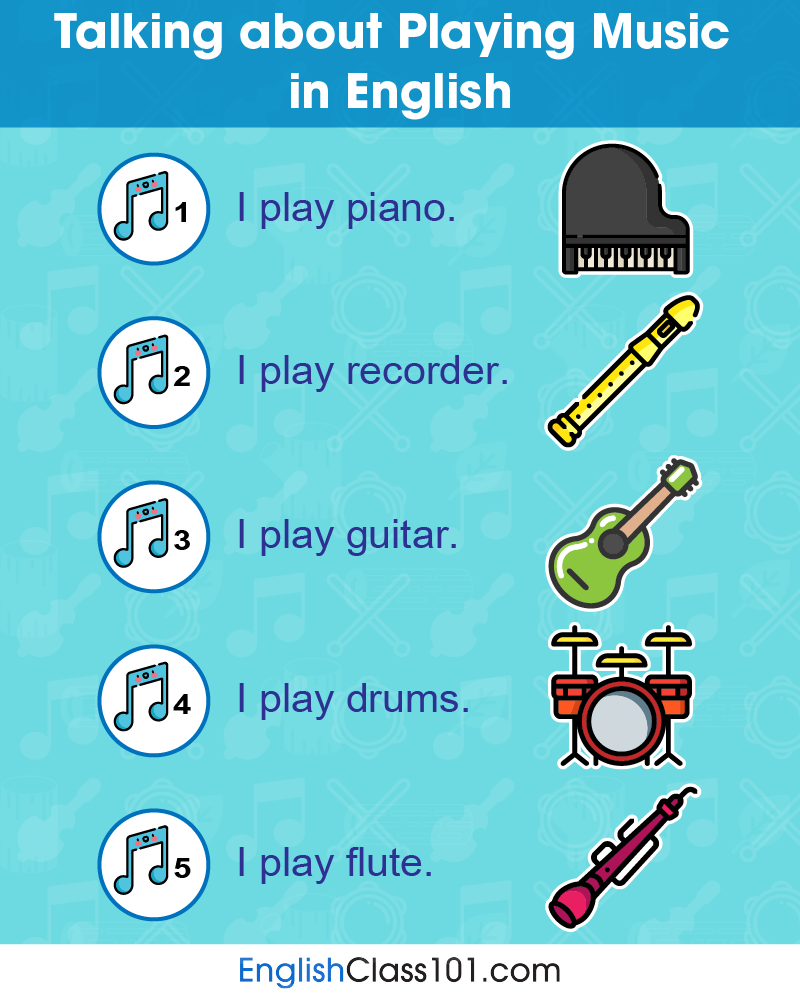 Talking about Playing Music
in English
1 I play piano.
2 I play recorder.
3 I play guitar.
4 I play drums.
5 I play flute.
EnglishClass101.com